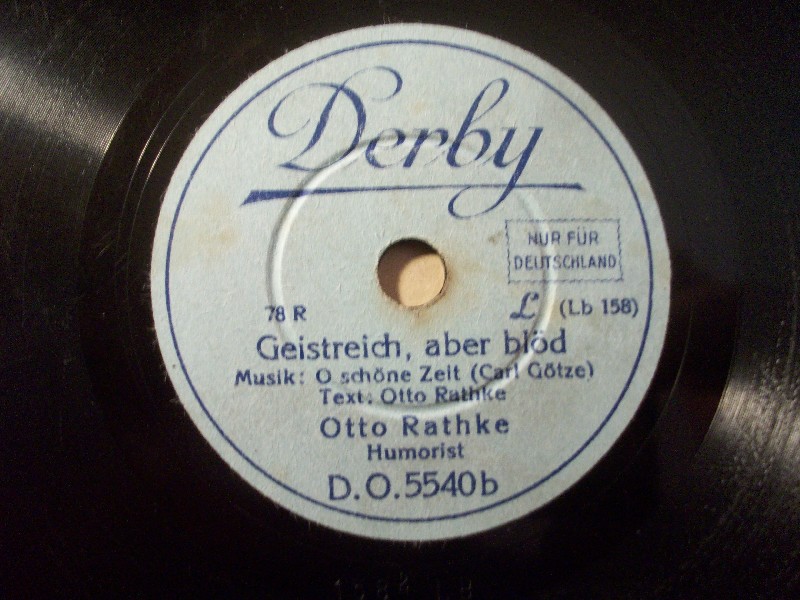 Derby
NUR FÜR
DEUTSCHLAND
78 R L (Lb 158)
Geistreich, aber blöd
Musik: O schöne Zeit (Carl Götze)
Text: Otto Rathke
Otto Rathke
Humorist
D.O.5540b